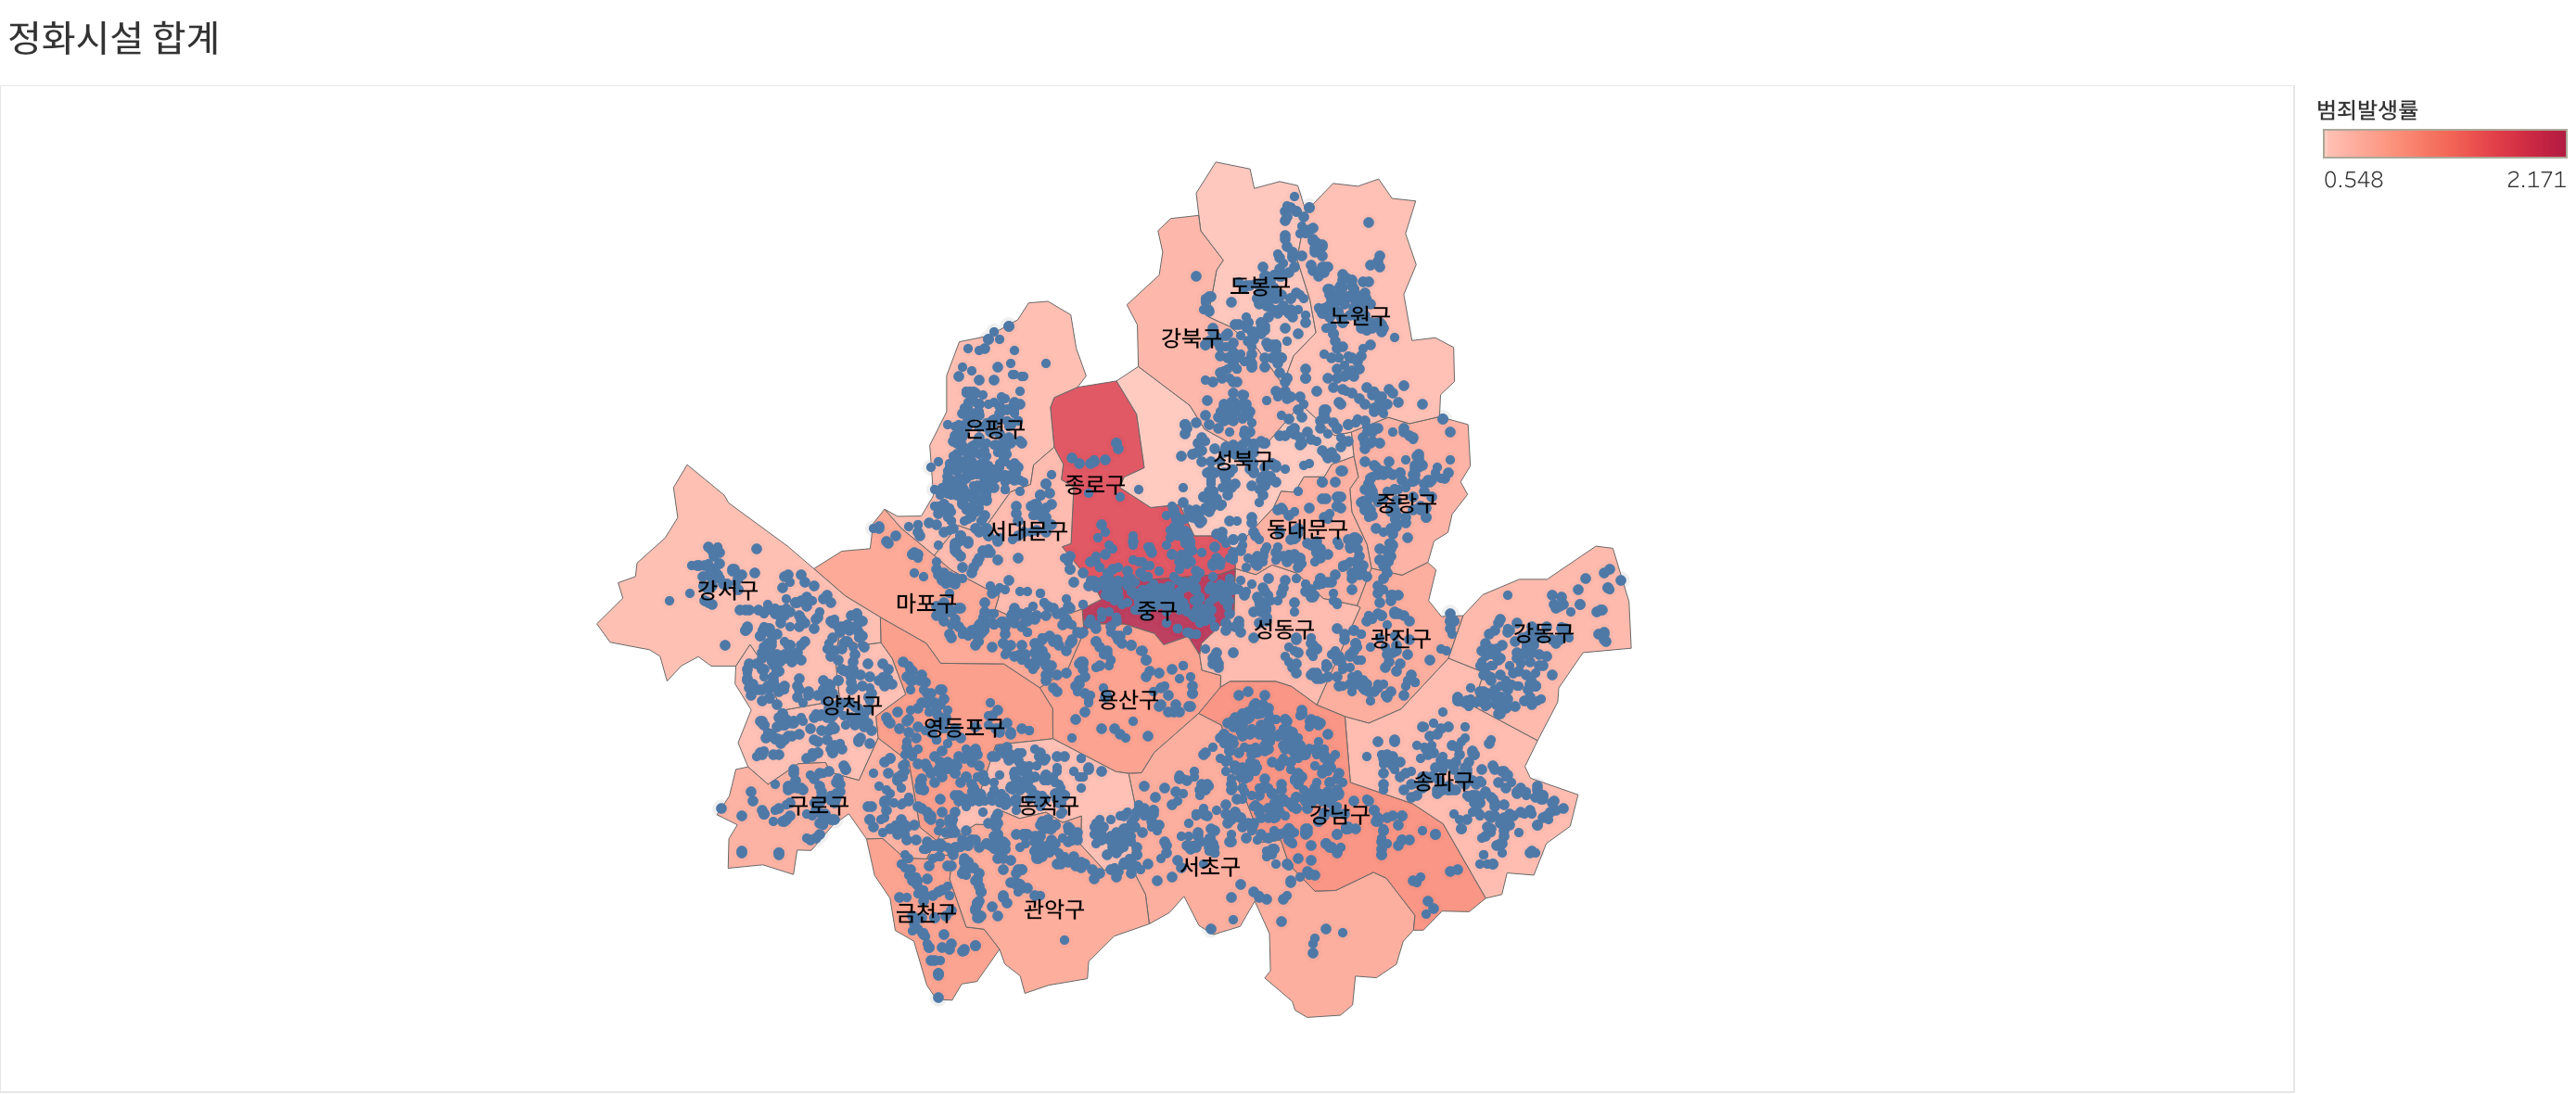 정화시설 합계
범죄발생률
0.548 2.171
도봉구
노원구
강북구
은평구
성북구
종로구
중랑구
서대문구
동대문구
강서구
마포구
중구
성동구
광진구
강동구
양천구
용산구
영등포구
송파구
구로구
동작구
강남구
서초구
금천구
관악구